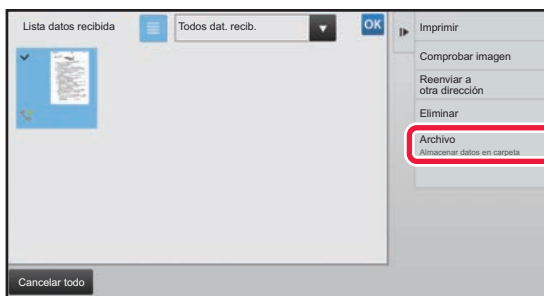 Lista datos recibida
Todos dat. recib.
OK
Imprimir
Comprobar imagen
Reenviar a
otra dirección
Eliminar
Archivo
Almacenar datos en carpeta
Cancelar todo